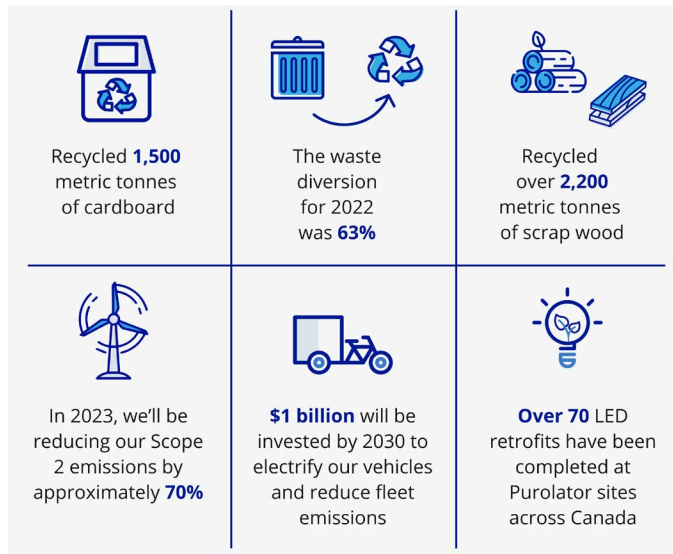 Recycled 1,500
metric tonnes
of cardboard
The waste
diversion
for 2022
was 63%
Recycled
over 2,200
metric tonnes
of scrap wood
In 2023, we’ll be
reducing our Scope
2 emissions by
approximately 70%
$1 billion will be
invested by 2030 to
electrify our vehicles
and reduce fleet
emissions
Over 70 LED
retrofits have been
completed at
Purolator sites
across Canada